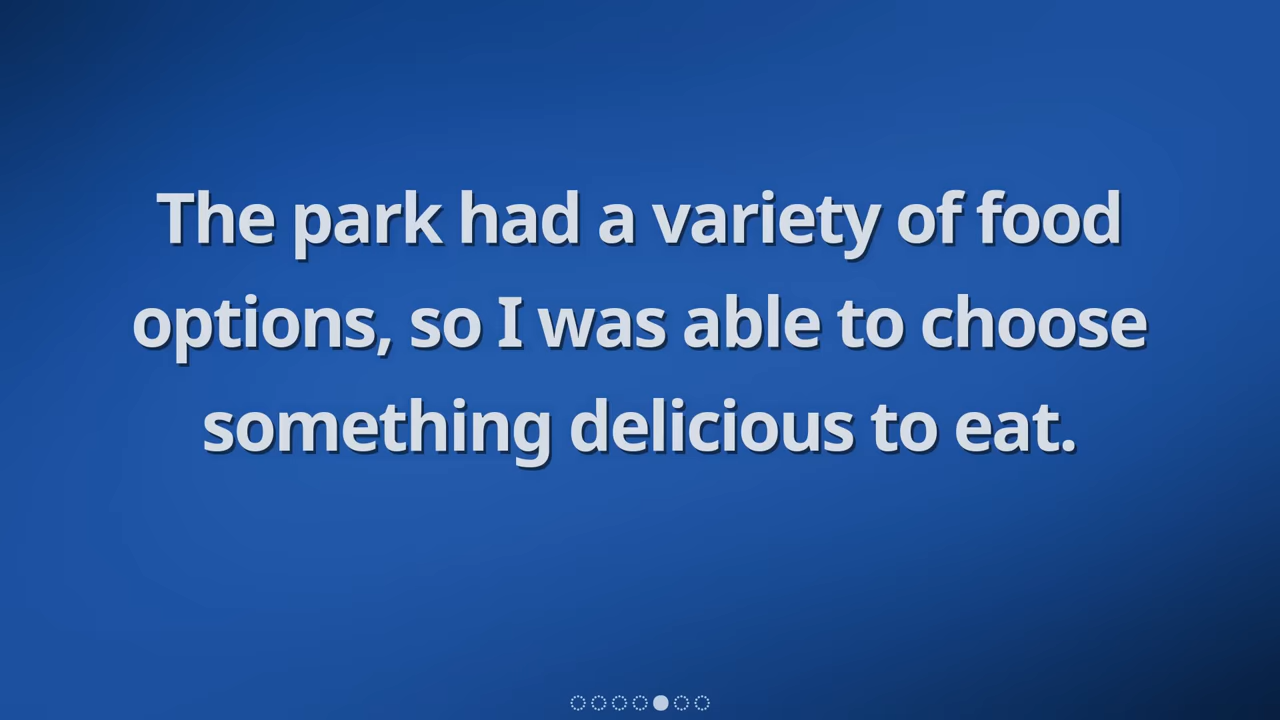 The park had a variety of food
options, so I was able to choose
something delicious to eat.